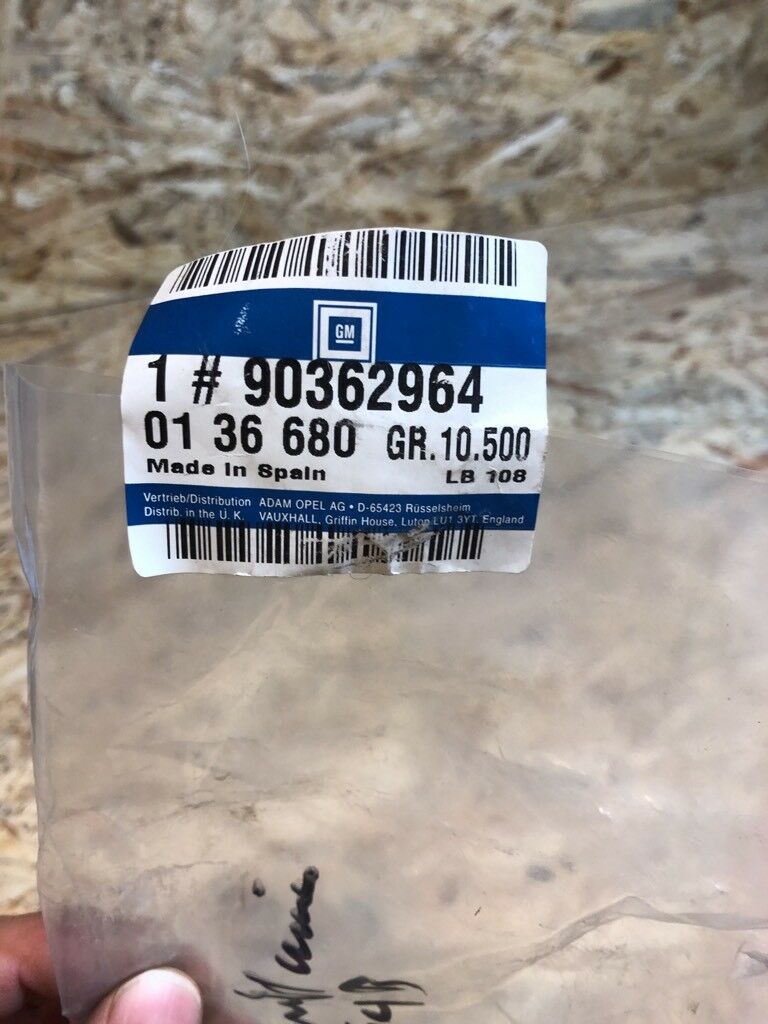 GM
1 # 90362964
01 36 680 GR.10.500
Made In Spain LB 108
Vertrieb/Distribution ADAM OPEL AG • D-65423 Rüsselsheim
Distrib. in the U. K. VAUXHALL, Griffin House, Luton LU1 3YT, England